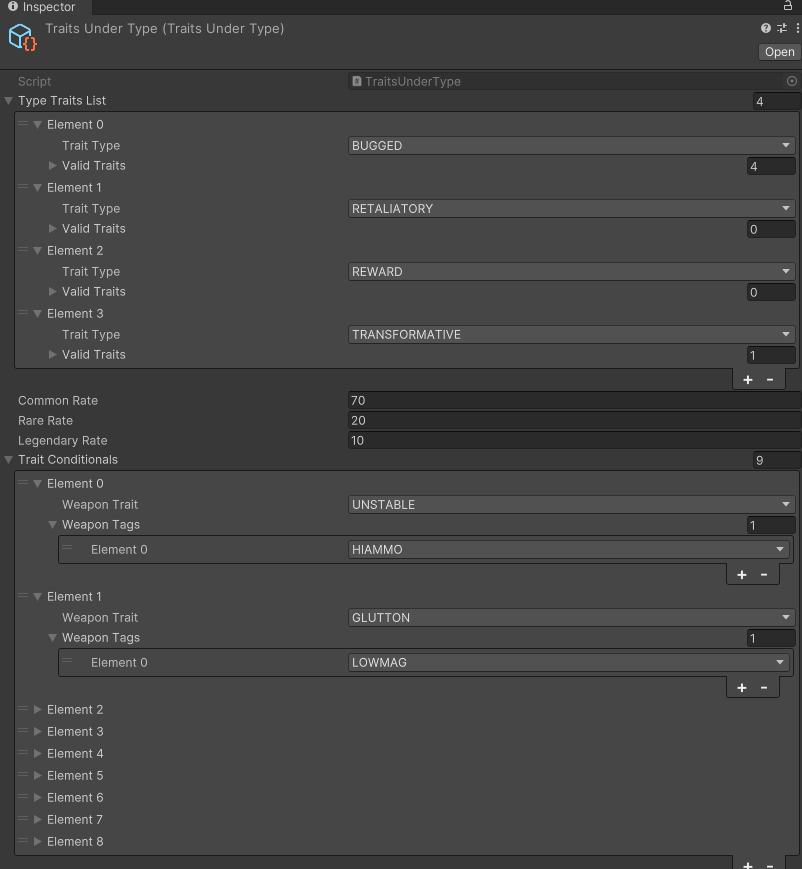 Inspector
Traits Under Type (Traits Under Type)
Open
Script TraitsUnderType
Type Traits List 4
Element 0
Trait Type BUGGED
Valid Traits 4
Element 1
Trait Type RETALIATORY
Valid Traits 0
Element 2
Trait Type REWARD
Valid Traits 0
Element 3
Trait Type TRANSFORMATIVE
Valid Traits 1
+ -
Common Rate 70
Rare Rate 20
Legendary Rate 10
Trait Conditionals 9
Element 0
Weapon Trait UNSTABLE
Weapon Tags 1
Element 0 HIAMMO
+ -
Element 1
Weapon Trait GLUTTON
Weapon Tags 1
Element 0 LOWMAG
+ -
Element 2
Element 3
Element 4
Element 5
Element 6
Element 7
Element 8
+ -